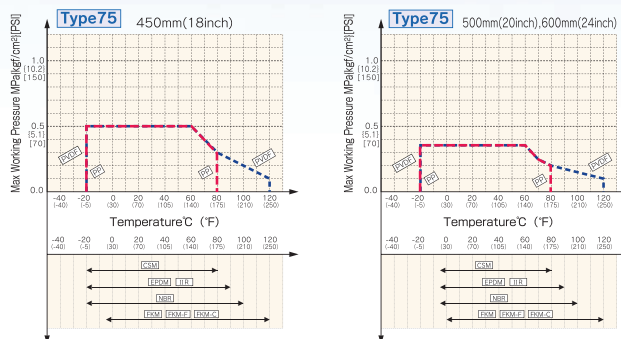 Type75 450mm(18inch)
Max Working Pressure MPa(kgf/cm²)[PSI]
1.0
(10.2)
[150]
0.5
(5.1)
[70]
0.0
PVDF
PP
PP
PVDF
-40 -20 0 20 40 60 80 100 120
(-40) (-5) (30) (70) (105) (140) (175) (210) (250)
Temperature℃ (°F)
-40 -20 0 20 40 60 80 100 120
(-40) (-5) (30) (70) (105) (140) (175) (210) (250)
CSM
EPDM IIR
NBR
FKM FKM-F FKM-C
Type75 500mm(20inch),600mm(24inch)
Max Working Pressure MPa(kgf/cm²)[PSI]
1.0
(10.2)
[150]
0.5
(5.1)
[70]
0.0
PVDF
PP
PP
PVDF
-40 -20 0 20 40 60 80 100 120
(-40) (-5) (30) (70) (105) (140) (175) (210) (250)
Temperature℃ (°F)
-40 -20 0 20 40 60 80 100 120
(-40) (-5) (30) (70) (105) (140) (175) (210) (250)
CSM
EPDM IIR
NBR
FKM FKM-F FKM-C